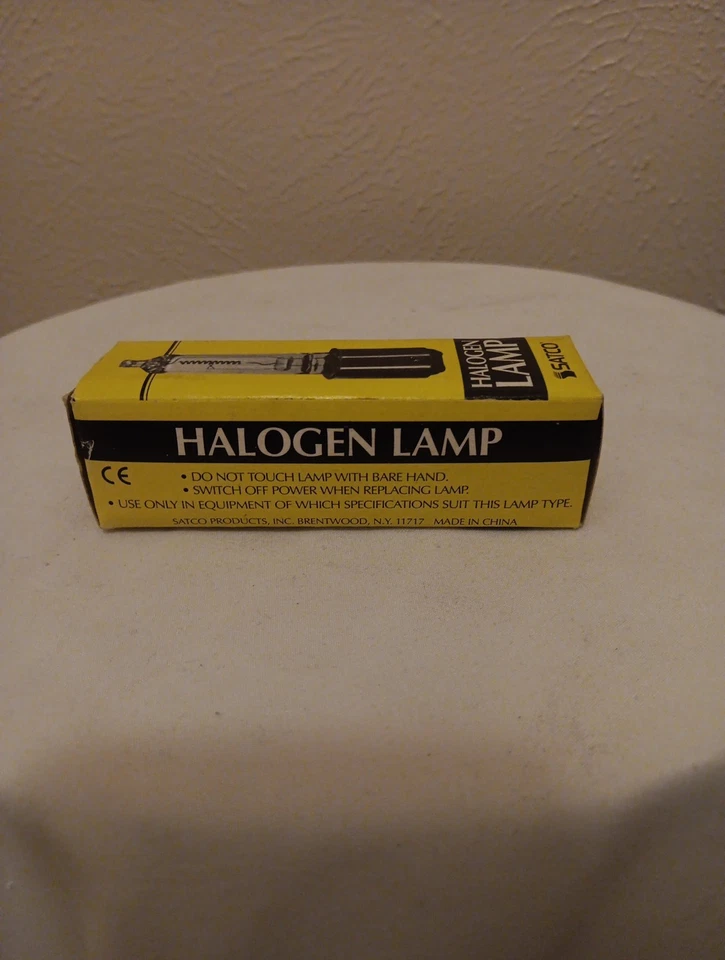 HALOGEN
LAMP
SATCO
HALOGEN LAMP
CE
• DO NOT TOUCH LAMP WITH BARE HAND.
• SWITCH OFF POWER WHEN REPLACING LAMP.
• USE ONLY IN EQUIPMENT OF WHICH SPECIFICATIONS SUIT THIS LAMP TYPE.
SATCO PRODUCTS, INC. BRENTWOOD, N.Y. 11717 MADE IN CHINA